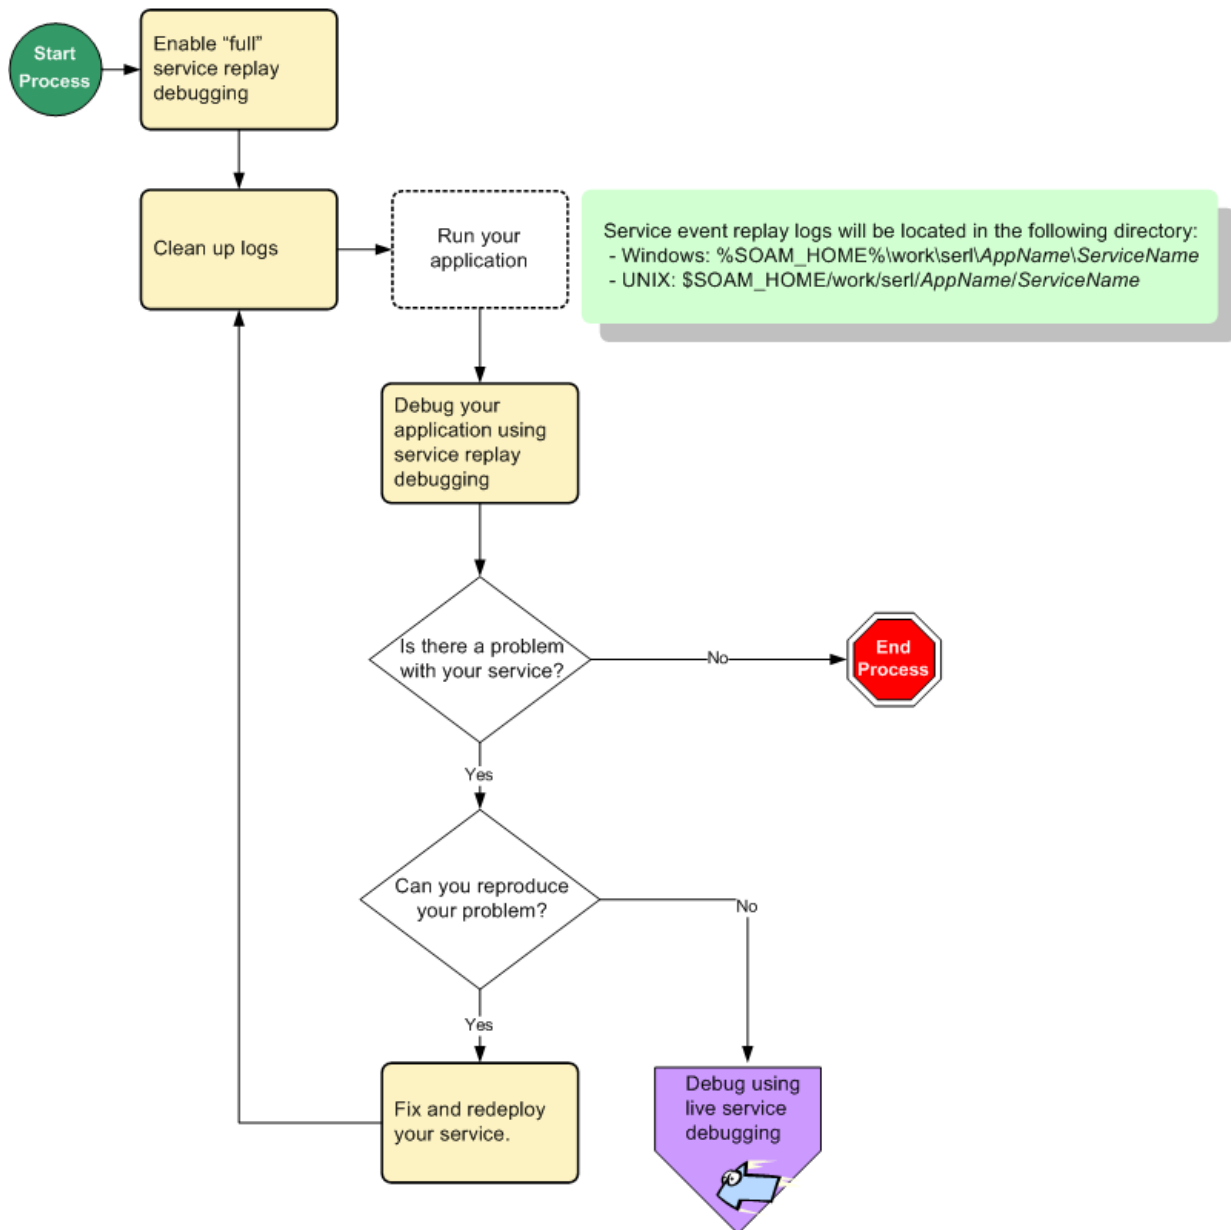 Start
Process
Enable “full”
service replay
debugging
Clean up logs
Run your
application
Service event replay logs will be located in the following directory:
- Windows: %SOAM_HOME%\work\serl\AppName\ServiceName
- UNIX: $SOAM_HOME/work/serl/AppName/ServiceName
Debug your
application using
service replay
debugging
Is there a problem
with your service?
No
End
Process
Yes
Can you reproduce
your problem?
No
Yes
Fix and redeploy
your service.
Debug using
live service
debugging